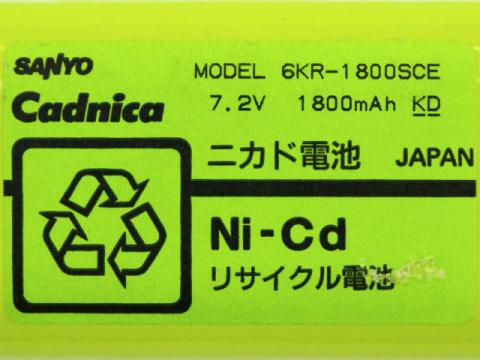 SANYO MODEL 6KR-1800SCE
Cadnica 7.2V 1800mAh KD
ニカド電池 JAPAN
Ni-Cd
リサイクル電池